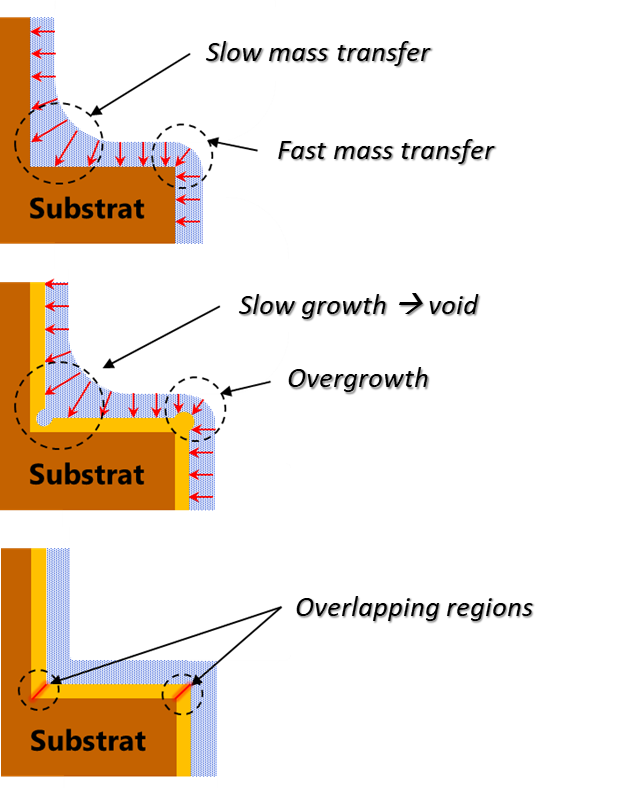 Slow mass transfer
Fast mass transfer
Substrat
Slow growth → void
Overgrowth
Substrat
Overlapping regions
Substrat